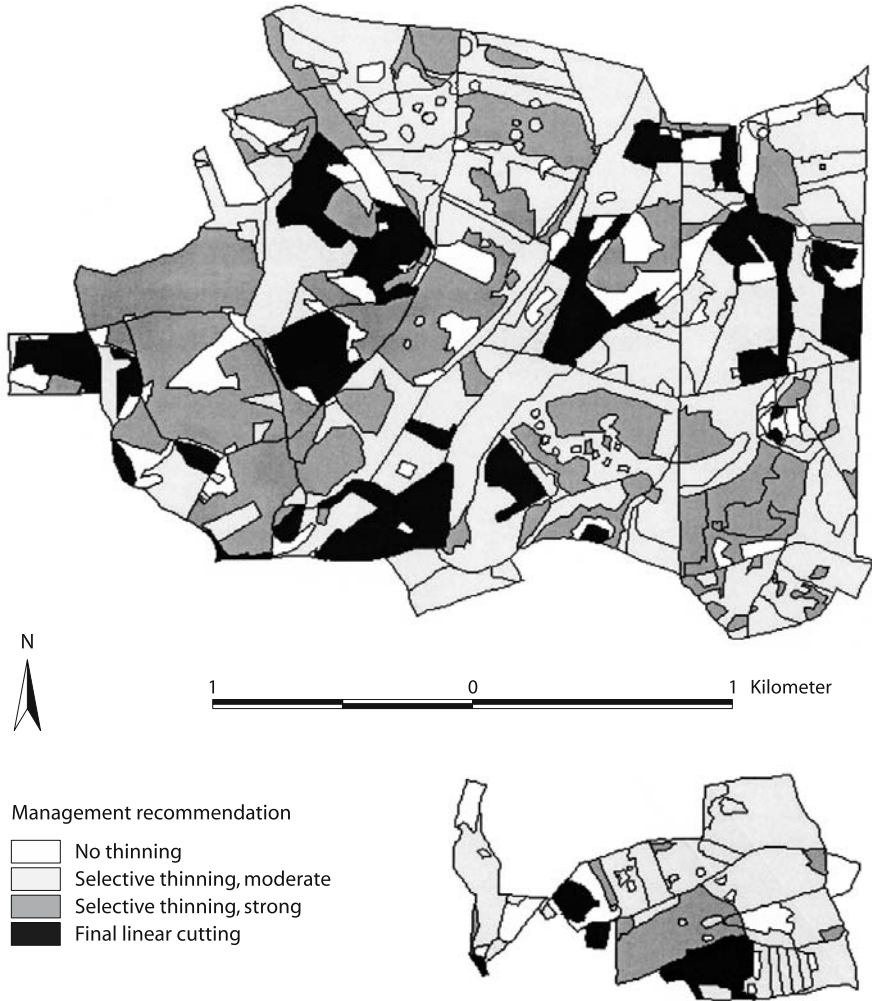 N
1 0 1 Kilometer
Management recommendation
No thinning
Selective thinning, moderate
Selective thinning, strong
Final linear cutting